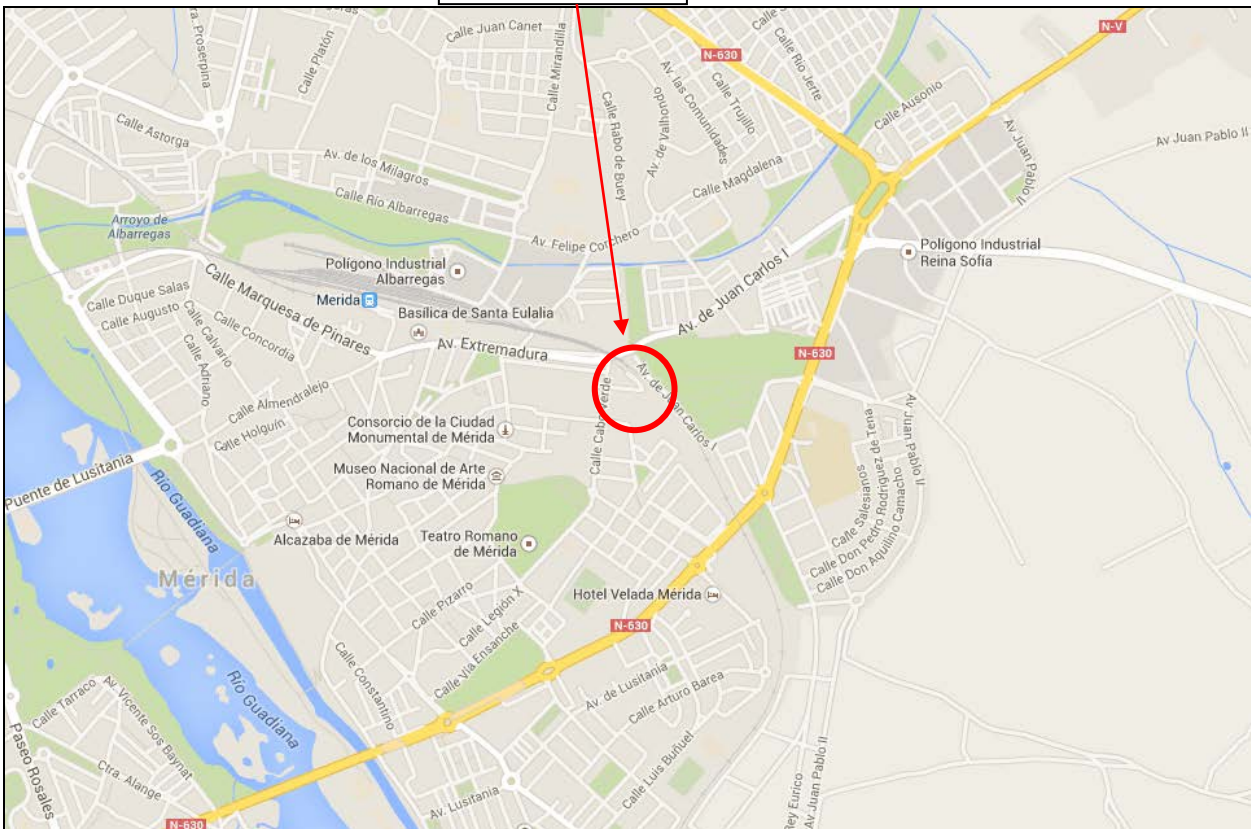 Calle Juan Canet
N-V
N-630
Ctra. Proserpina
Calle Platón
Calle Mirandilla
Calle Rabo de Buey
Av. de Valhondo
Av. las Comunidades
Calle Trujillo
Calle Rio Jerte
Calle Ausonio
Av Juan Pablo II
Av Juan Pablo II
Calle Astorga
Av. de los Milagros
Calle Magdalena
Calle Río Albarregas
Arroyo de
Albarregas
Av. Felipe Corchero
Polígono Industrial
Albarregas
Polígono Industrial
Reina Sofía
Calle Marquesa de Pinares
Merida
Basílica de Santa Eulalia
Av. de Juan Carlos I
Calle Duque Salas
Calle Augusto
Calle Calvario
Calle Concordia
Calle Adriano
Av. Extremadura
N-630
Av. de Juan Carlos I
Calle Cabo Verde
Calle Almendralejo
Calle Holguín
Consorcio de la Ciudad
Monumental de Mérida
Museo Nacional de Arte
Romano de Mérida
Puente de Lusitania
Río Guadiana
Alcazaba de Mérida
Teatro Romano
de Mérida
Av Juan Pablo II
Calle Salesianos
Calle Don Pedro Rodríguez de Tena
Calle Don Aquilino Camacho
Mérida
Calle Pizarro
Calle Legión X
Calle Vía Ensanche
Hotel Velada Mérida
N-630
Calle Constantino
Río Guadiana
Av. de Lusitania
Calle Arturo Barea
Calle Luis Buñuel
Calle Tarraco
Av. Vicente Sos Baynat
Paseo Rosales
Ctra. Alange
Av. Lusitania
Rey Eurico
Av Juan Pablo II
N-630